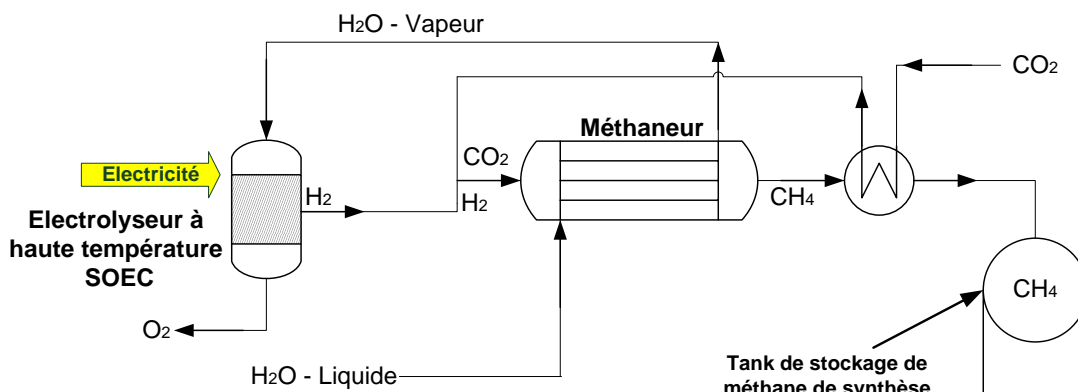 H2O - Vapeur
CO2
Méthaneur
Electricité
CO2
H2
H2
CH4
Electrolyseur à
haute température
SOEC
CH4
O2
H2O - Liquide
Tank de stockage de
méthane de synthèse